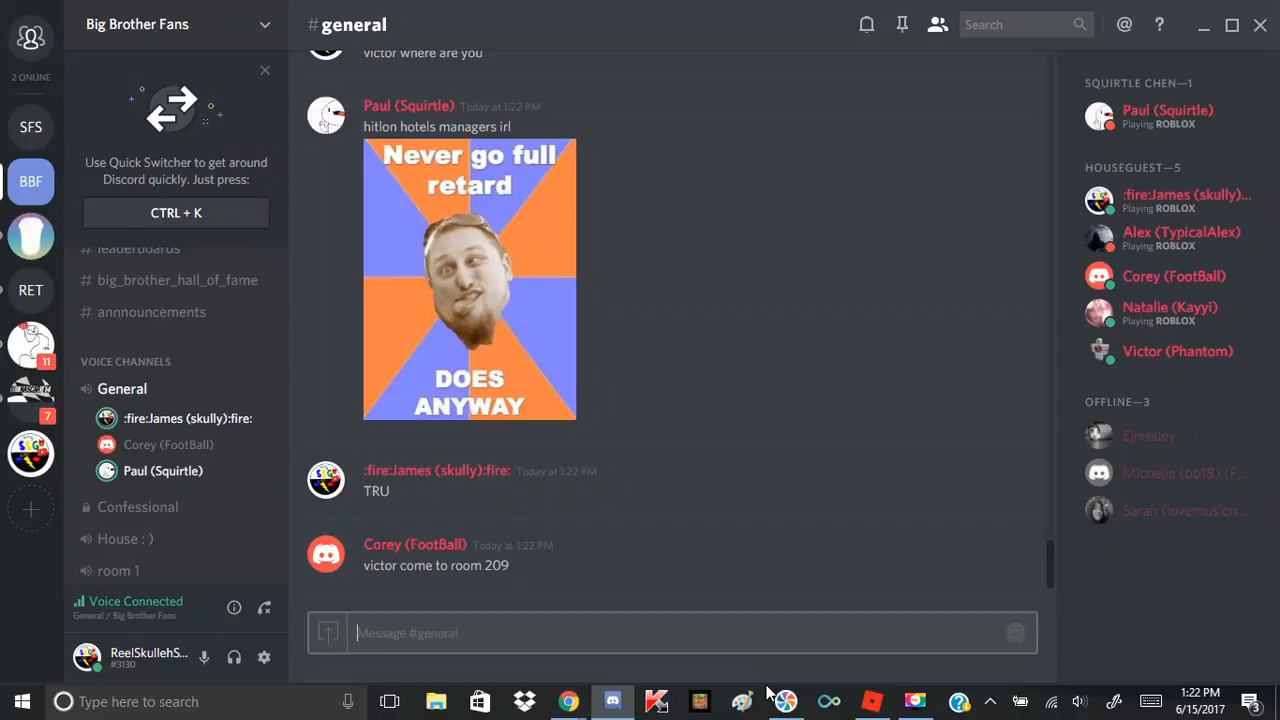 Big Brother Fans
#general
Search
2 ONLINE
SFS
BBF
RET
11
7
Use Quick Switcher to get around
Discord quickly. Just press:
CTRL + K
leaderboards
# big_brother_hall_of_fame
# annnouncements
VOICE CHANNELS
General
:fire:James (skully):fire:
Corey (FootBall)
Paul (Squirtle)
Confessional
House : )
room 1
Voice Connected
General / Big Brother Fans
ReelSkullehS...
#3130
victor where are you
Paul (Squirtle) Today at 1:22 PM
hitlon hotels managers irl
Never go full
retard
DOES
ANYWAY
:fire:James (skully):fire: Today at 1:22 PM
TRU
Corey (FootBall) Today at 1:22 PM
victor come to room 209
Message #general
SQUIRTLE CHEN—1
Paul (Squirtle)
Playing ROBLOX
HOUSEGUEST—5
:fire:James (skully)...
Playing ROBLOX
Alex (TypicalAlex)
Playing ROBLOX
Corey (FootBall)
Natalie (Kayyi)
Playing ROBLOX
Victor (Phantom)
OFFLINE—3
Ejnissley
Michelle (bb18) (F...
Sarah (lovemusicn...
Type here to search
1:22 PM
6/15/2017
3